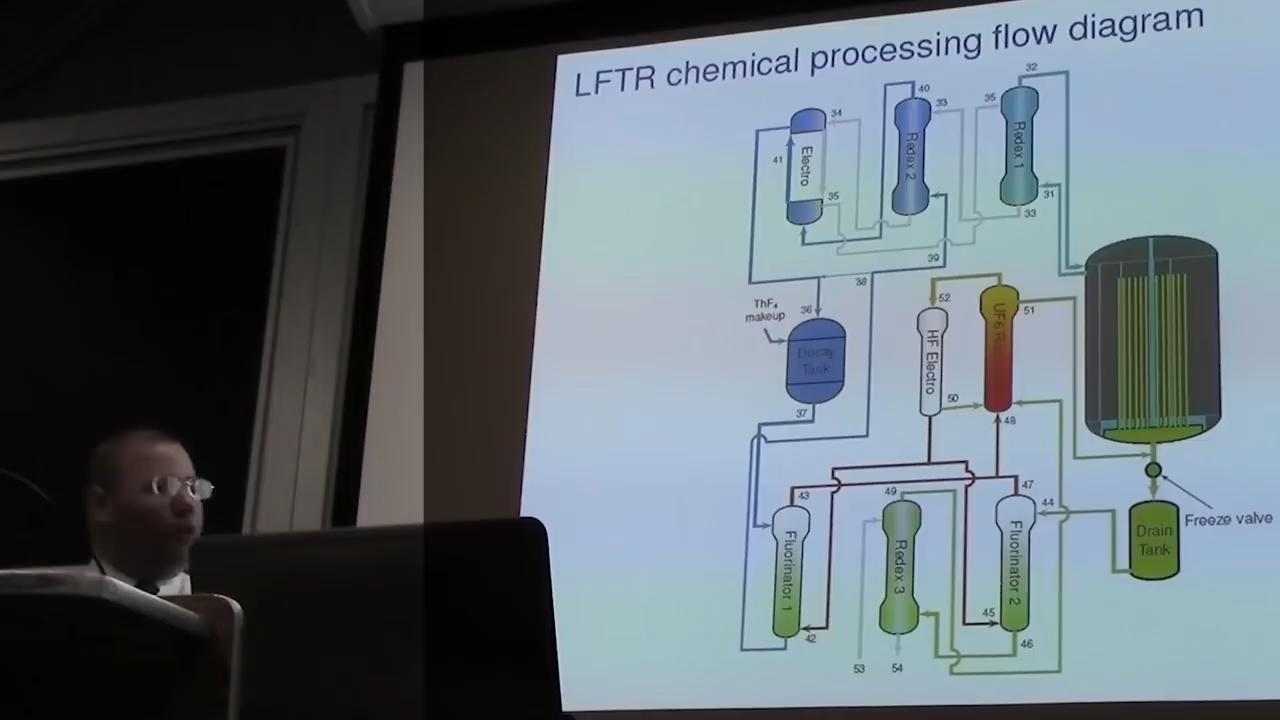 LFTR chemical processing flow diagram
32
40
34
33
35
Electro
Redox 2
Redox 1
41
31
35
33
39
38
ThF₄
makeup
36
52
51
Decay
Tank
HF Electro
UF6 R
50
37
48
43
49
47
44
Freeze valve
Drain
Tank
Fluorinator 1
Redox 3
Fluorinator 2
45
42
46
53
54